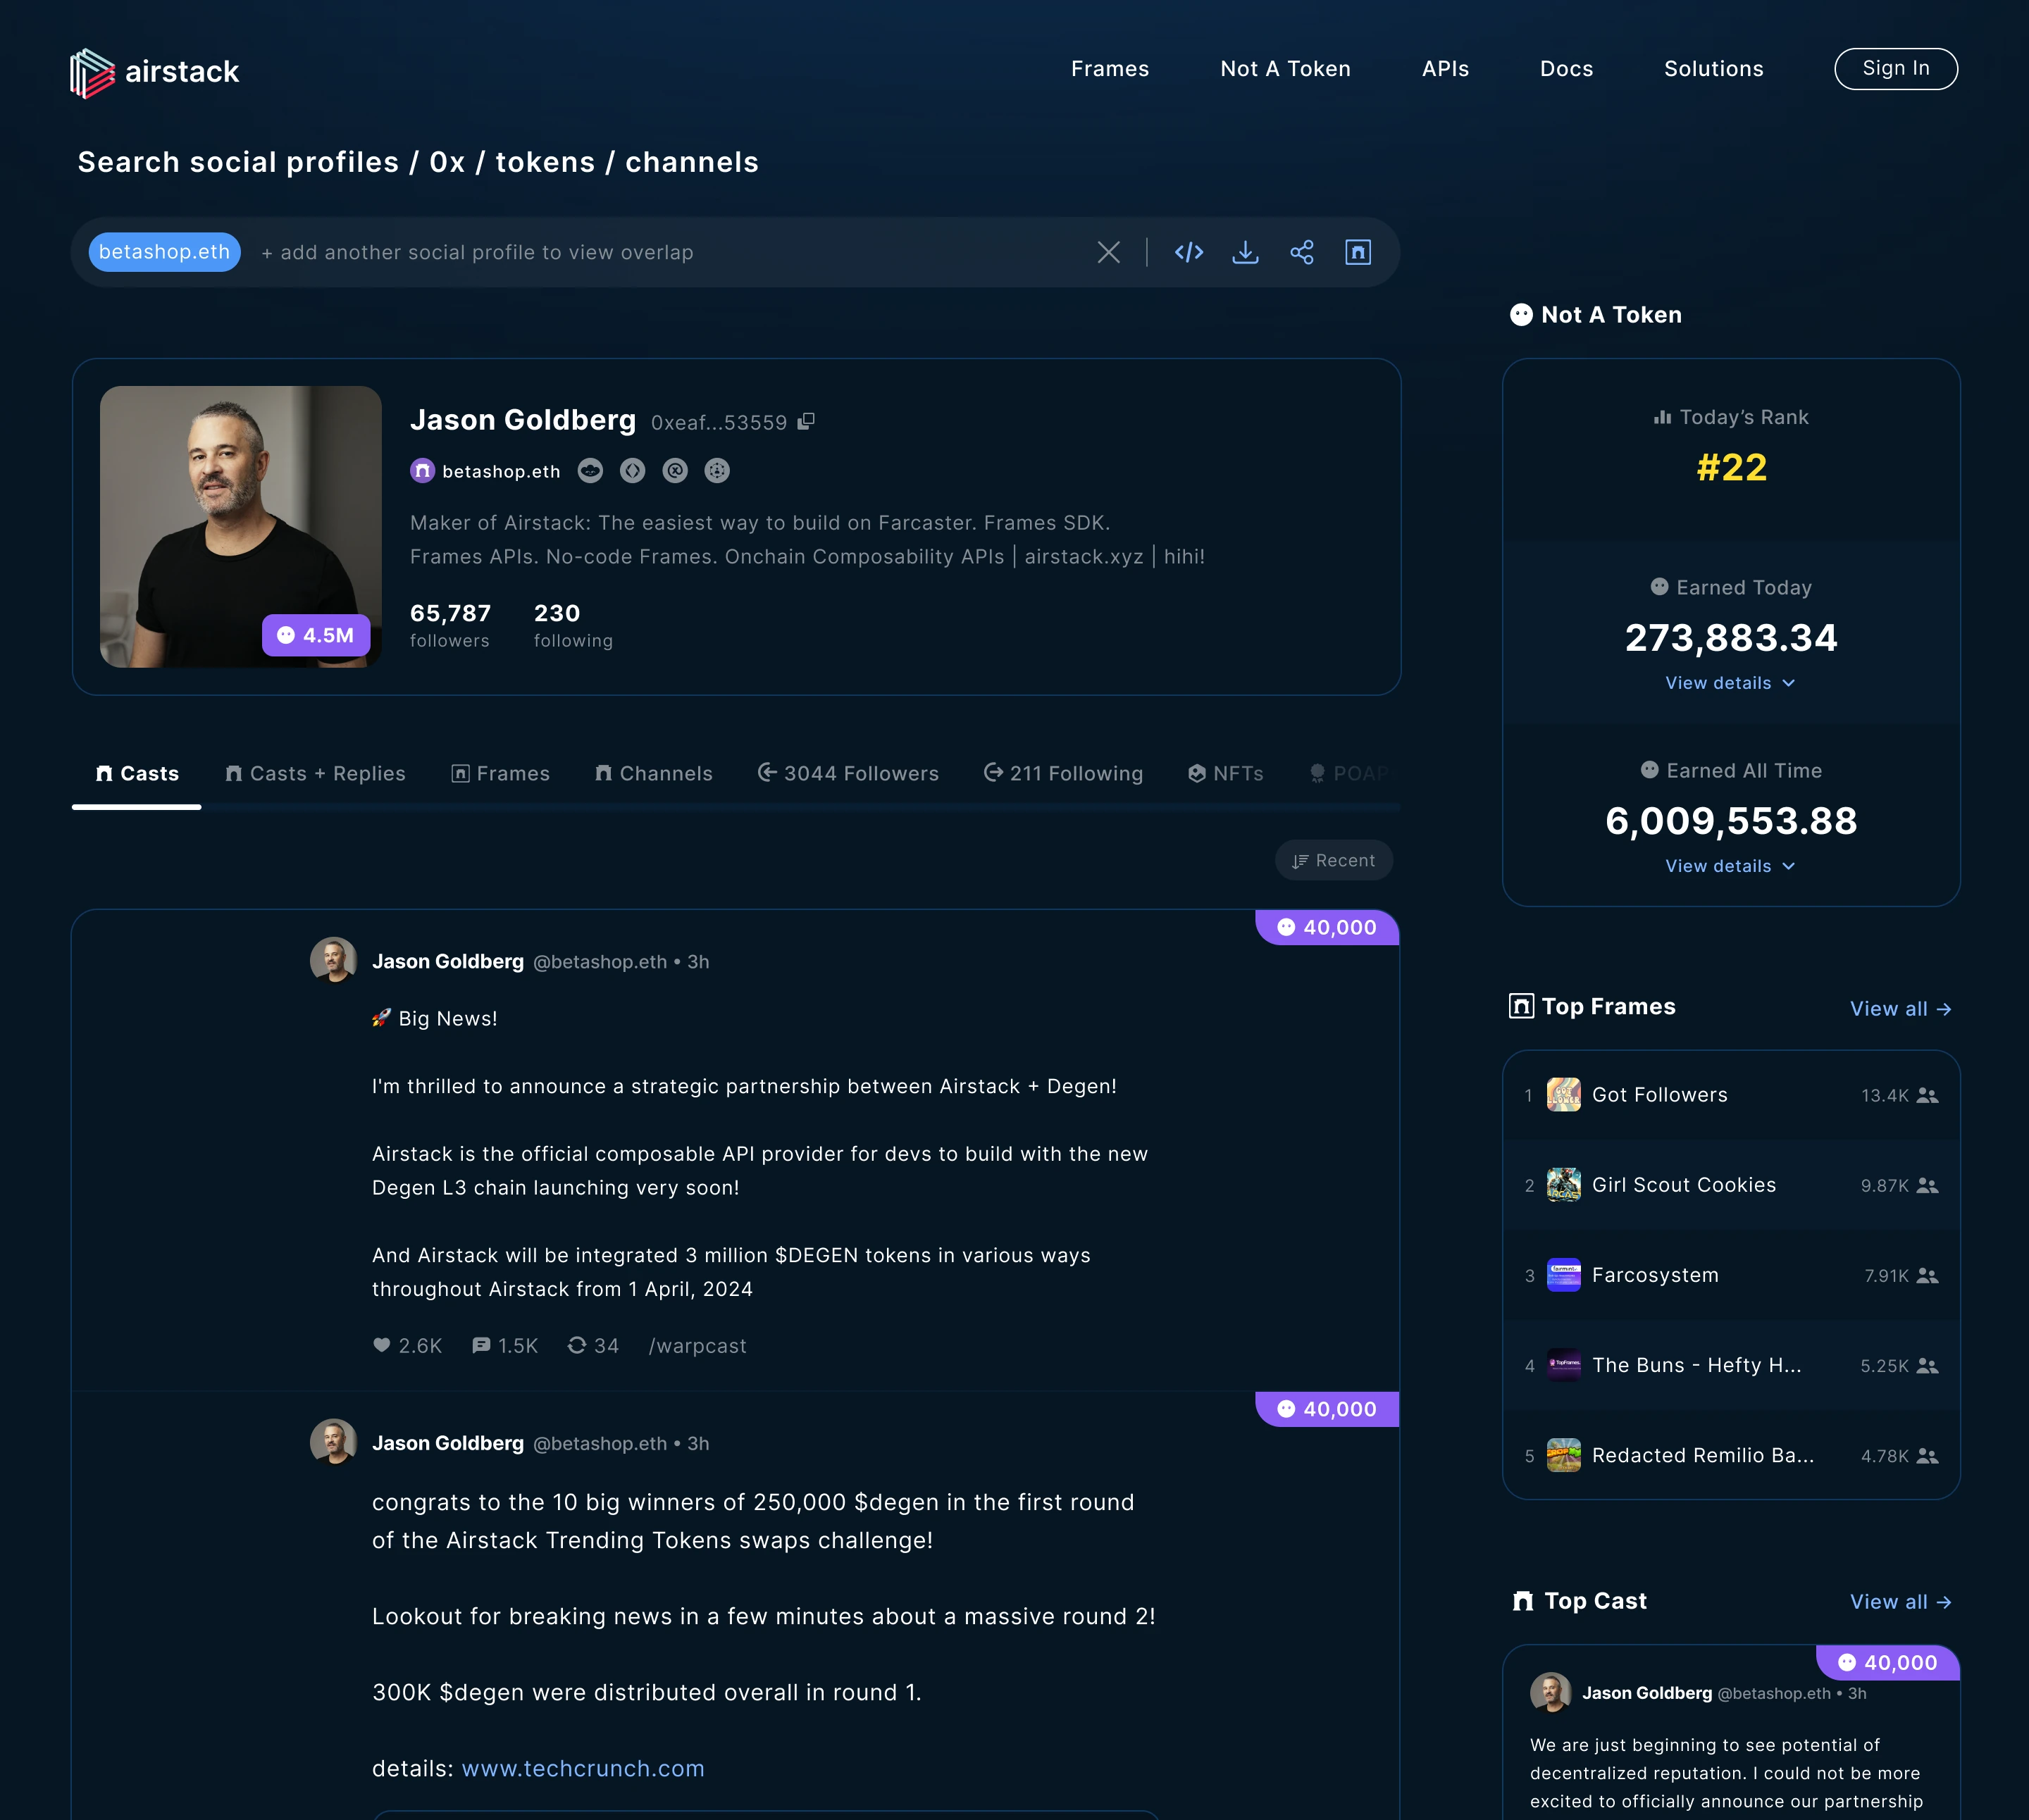 airstack
Frames
Not A Token
APIs
Docs
Solutions
Sign In
Search social profiles / 0x / tokens / channels
betashop.eth
+ add another social profile to view overlap
Jason Goldberg 0xeaf...53559
betashop.eth
Maker of Airstack: The easiest way to build on Farcaster. Frames SDK.
Frames APIs. No-code Frames. Onchain Composability APIs | airstack.xyz | hihi!
65,787
followers
230
following
4.5M
Casts
Casts + Replies
Frames
Channels
3044 Followers
211 Following
NFTs
POAP
Recent
40,000
Jason Goldberg @betashop.eth • 3h
🚀 Big News!
I'm thrilled to announce a strategic partnership between Airstack + Degen!
Airstack is the official composable API provider for devs to build with the new
Degen L3 chain launching very soon!
And Airstack will be integrated 3 million $DEGEN tokens in various ways
throughout Airstack from 1 April, 2024
2.6K
1.5K
34
/warpcast
40,000
Jason Goldberg @betashop.eth • 3h
congrats to the 10 big winners of 250,000 $degen in the first round
of the Airstack Trending Tokens swaps challenge!
Lookout for breaking news in a few minutes about a massive round 2!
300K $degen were distributed overall in round 1.
details: www.techcrunch.com
Not A Token
Today’s Rank
#22
Earned Today
273,883.34
View details
Earned All Time
6,009,553.88
View details
Top Frames
View all →
1 Got Followers 13.4K
2 Girl Scout Cookies 9.87K
3 Farcosystem 7.91K
4 The Buns - Hefty H... 5.25K
5 Redacted Remilio Ba... 4.78K
Top Cast
View all →
40,000
Jason Goldberg @betashop.eth • 3h
We are just beginning to see potential of
decentralized reputation. I could not be more
excited to officially announce our partnership